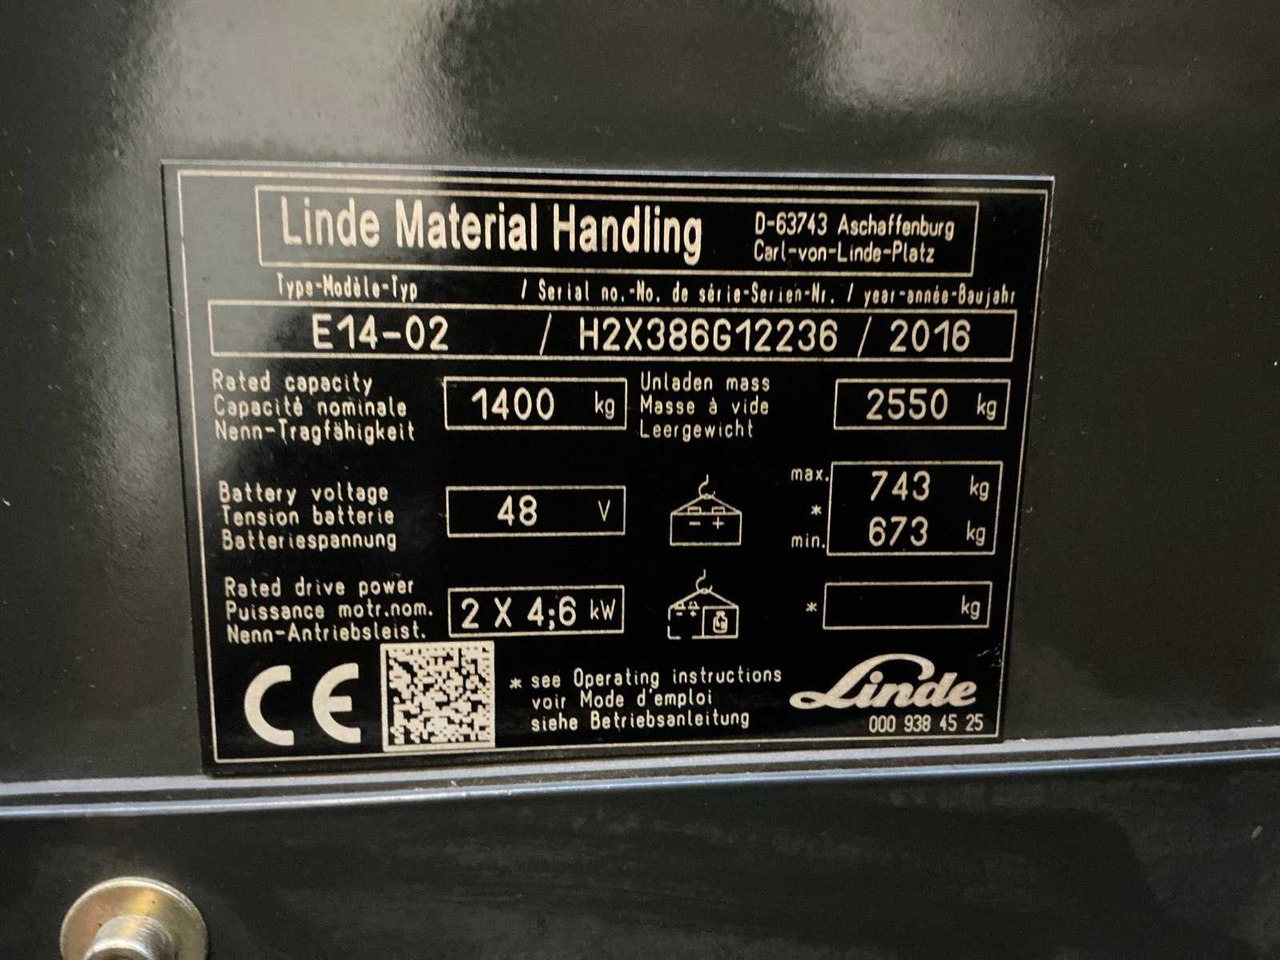 Linde Material Handling
D-63743 Aschaffenburg
Carl-von-Linde-Platz
Type-Modèle-Typ / Serial no.-No. de série-Serien-Nr. / year-année-Baujahr
E14-02 / H2X386G12236 / 2016
Rated capacity
Capacité nominale
Nenn-Tragfähigkeit
1400 kg
Unladen mass
Masse à vide
Leergewicht
2550 kg
Battery voltage
Tension batterie
Batteriespannung
48 V
- +
max. 743 kg
*
min. 673 kg
Rated drive power
Puissance motr.nom.
Nenn-Antriebsleist.
2 X 4;6 kW
- +
* kg
CE
* see Operating instructions
voir Mode d'emploi
siehe Betriebsanleitung
Linde
000 938 45 25